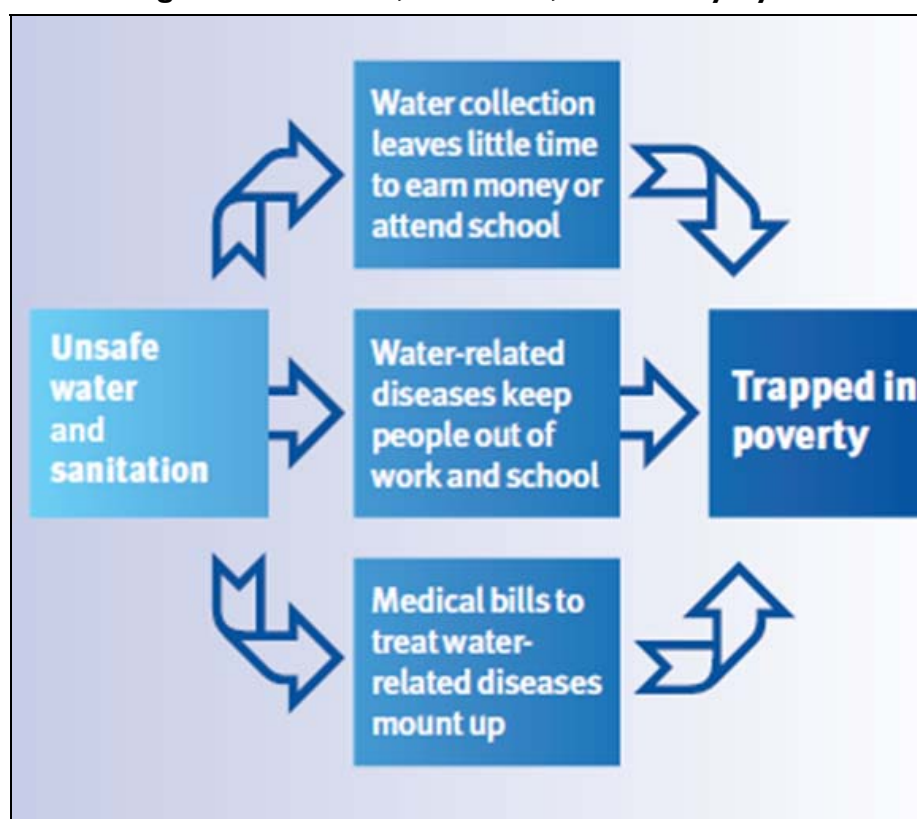 Water collection
leaves little time
to earn money or
attend school
Unsafe
water
and
sanitation
Water-related
diseases keep
people out of
work and school
Trapped in
poverty
Medical bills to
treat water-
related diseases
mount up